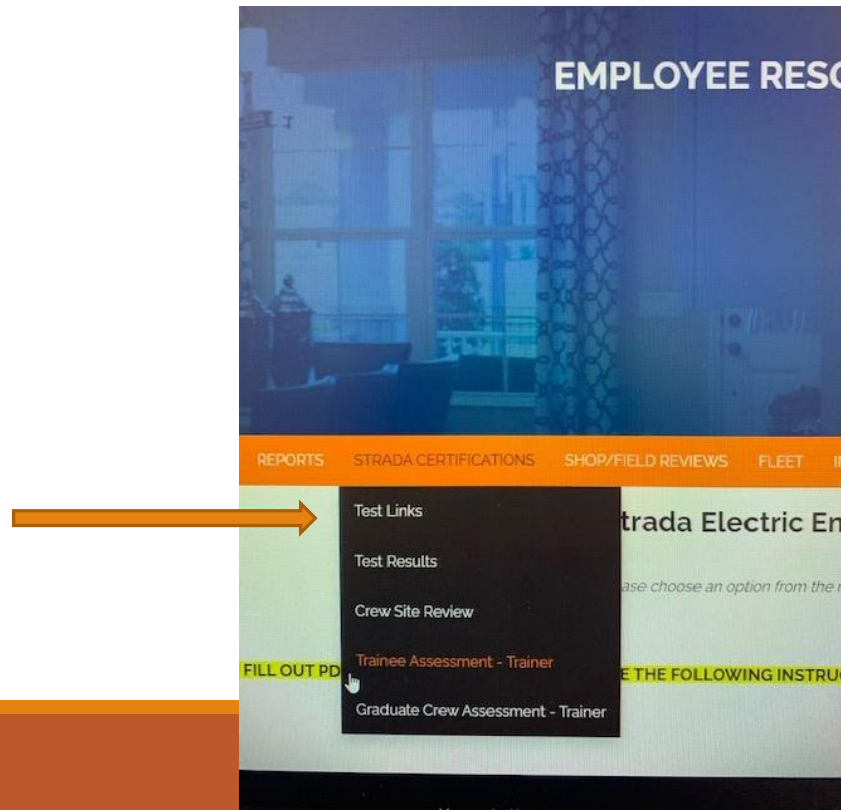 EMPLOYEE RESO
REPORTS STRADA CERTIFICATIONS SHOP/FIELD REVIEWS FLEET
Test Links
trada Electric
Test Results
ase choose an option from the
Crew Site Review
Trainee Assessment - Trainer
FILL OUT PD E THE FOLLOWING INSTRU
Graduate Crew Assessment - Trainer